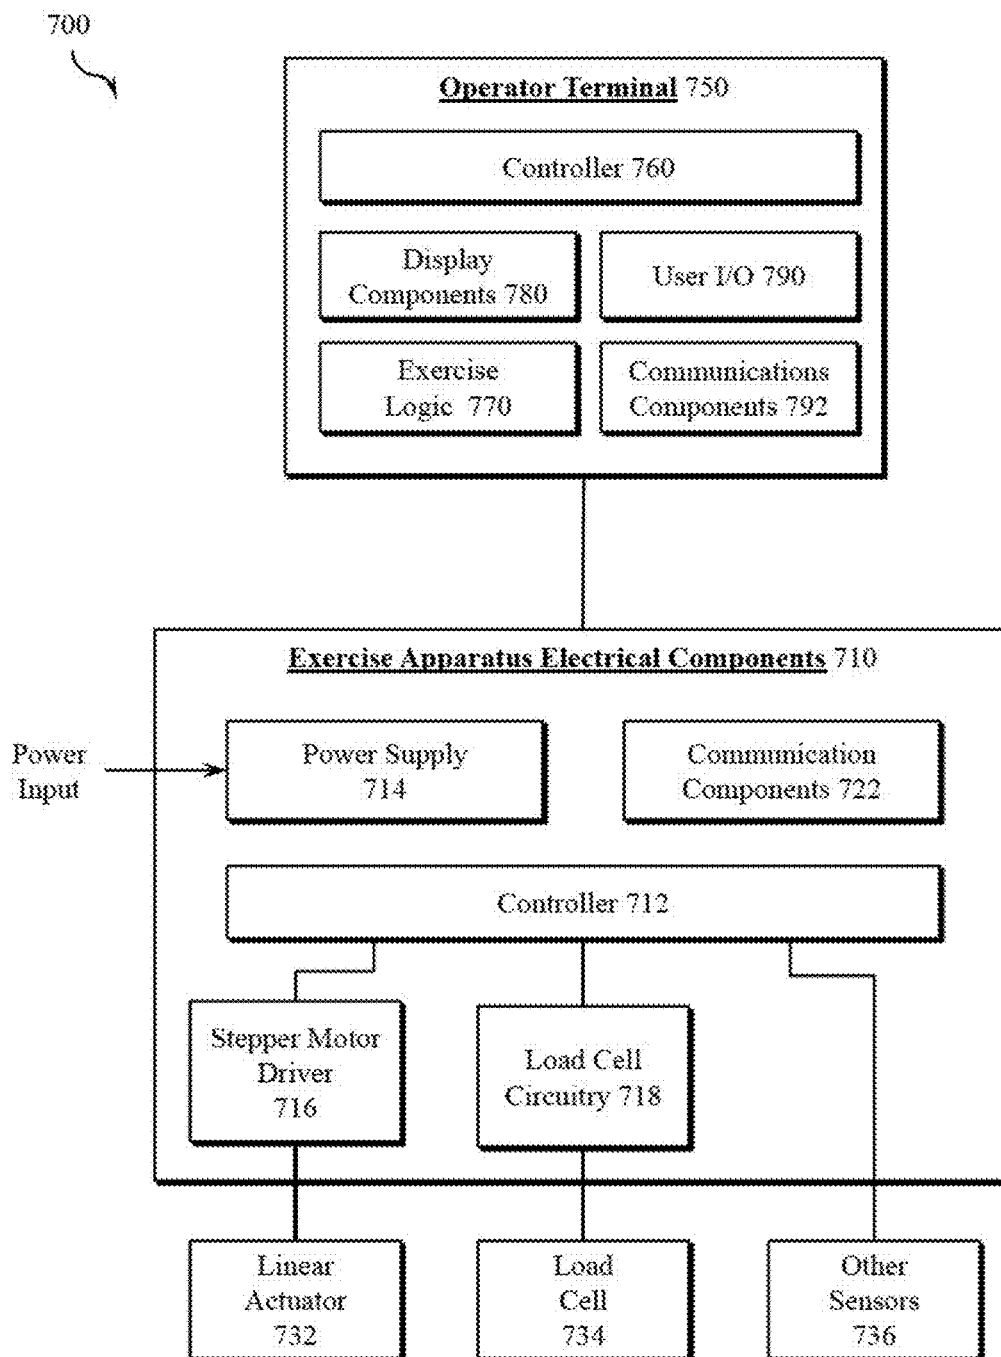 700
Operator Terminal 750
Controller 760
Display
Components 780
User I/O 790
Exercise
Logic 770
Communications
Components 792
Exercise Apparatus Electrical Components 710
Power
Input
Power Supply
714
Communication
Components 722
Controller 712
Stepper Motor
Driver
716
Load Cell
Circuitry 718
Linear
Actuator
732
Load
Cell
734
Other
Sensors
736